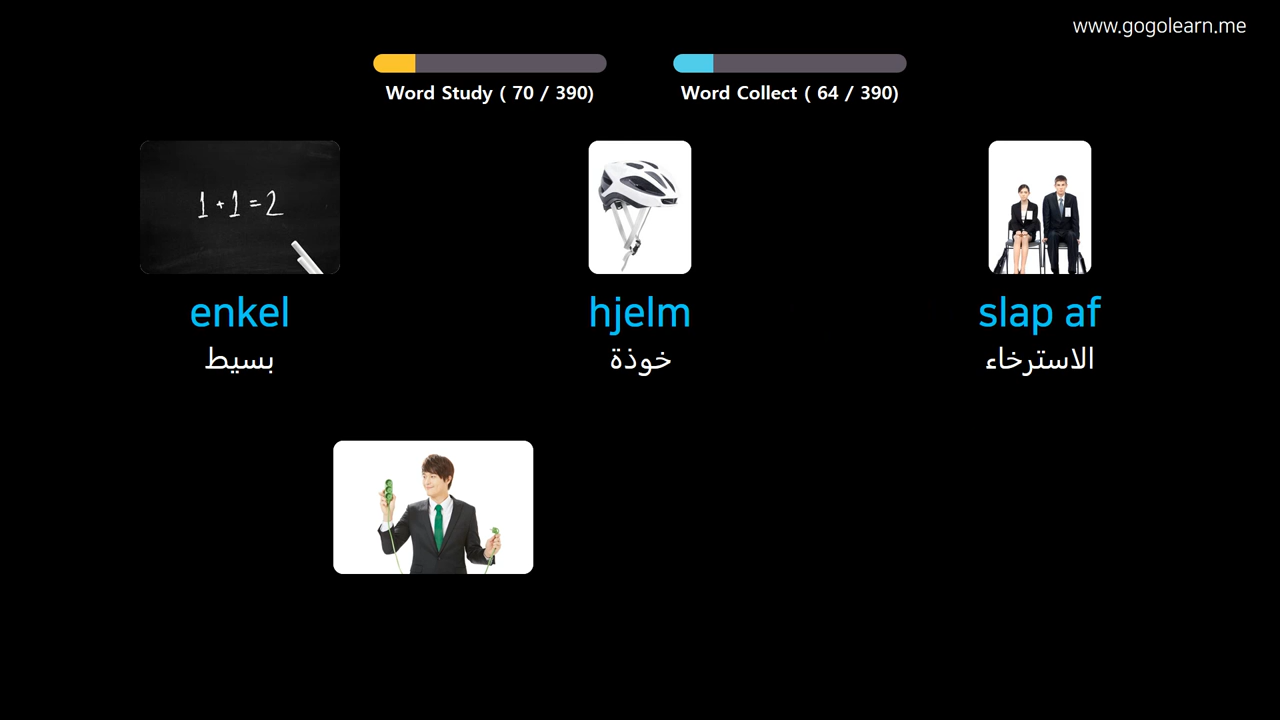 www.gogolearn.me
Word Study ( 70 / 390)
Word Collect ( 64 / 390)
1 + 1 = 2
enkel
بسيط
hjelm
خوذة
slap af
الاسترخاء